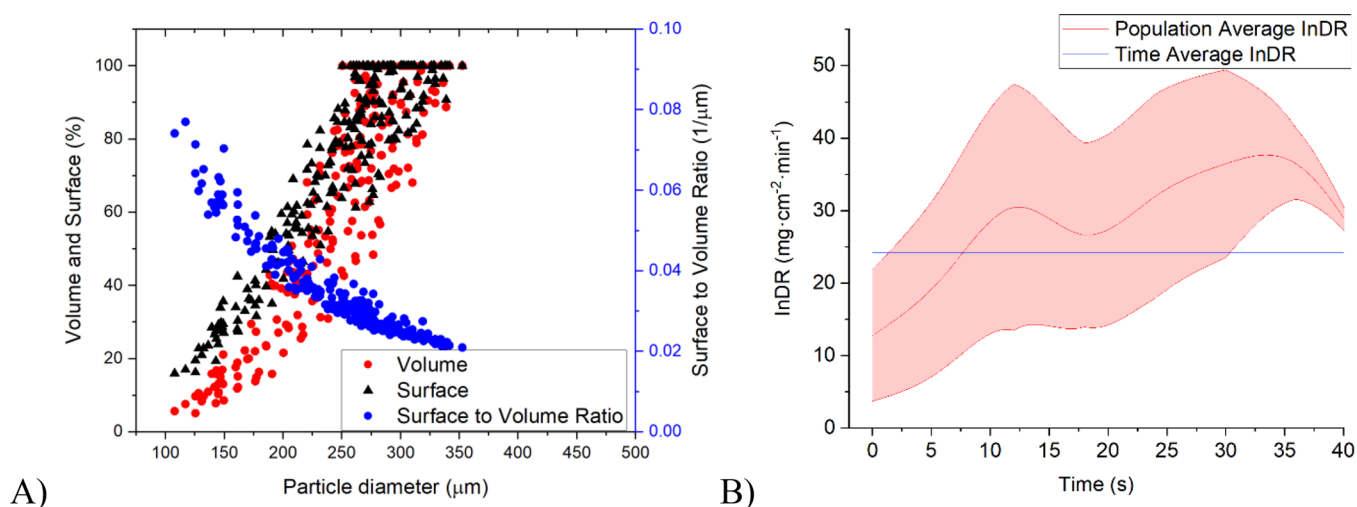 A)
Volume and Surface (%)
100
80
60
40
20
0
100 150 200 250 300 350 400 450 500
Particle diameter (μm)
0.10
0.08
0.06
0.04
0.02
0.00
Surface to Volume Ratio (1/μm)
Volume
Surface
Surface to Volume Ratio
B)
Population Average InDR
Time Average InDR
InDR (mg·cm⁻²·min⁻¹)
50
40
30
20
10
0
0 5 10 15 20 25 30 35 40
Time (s)